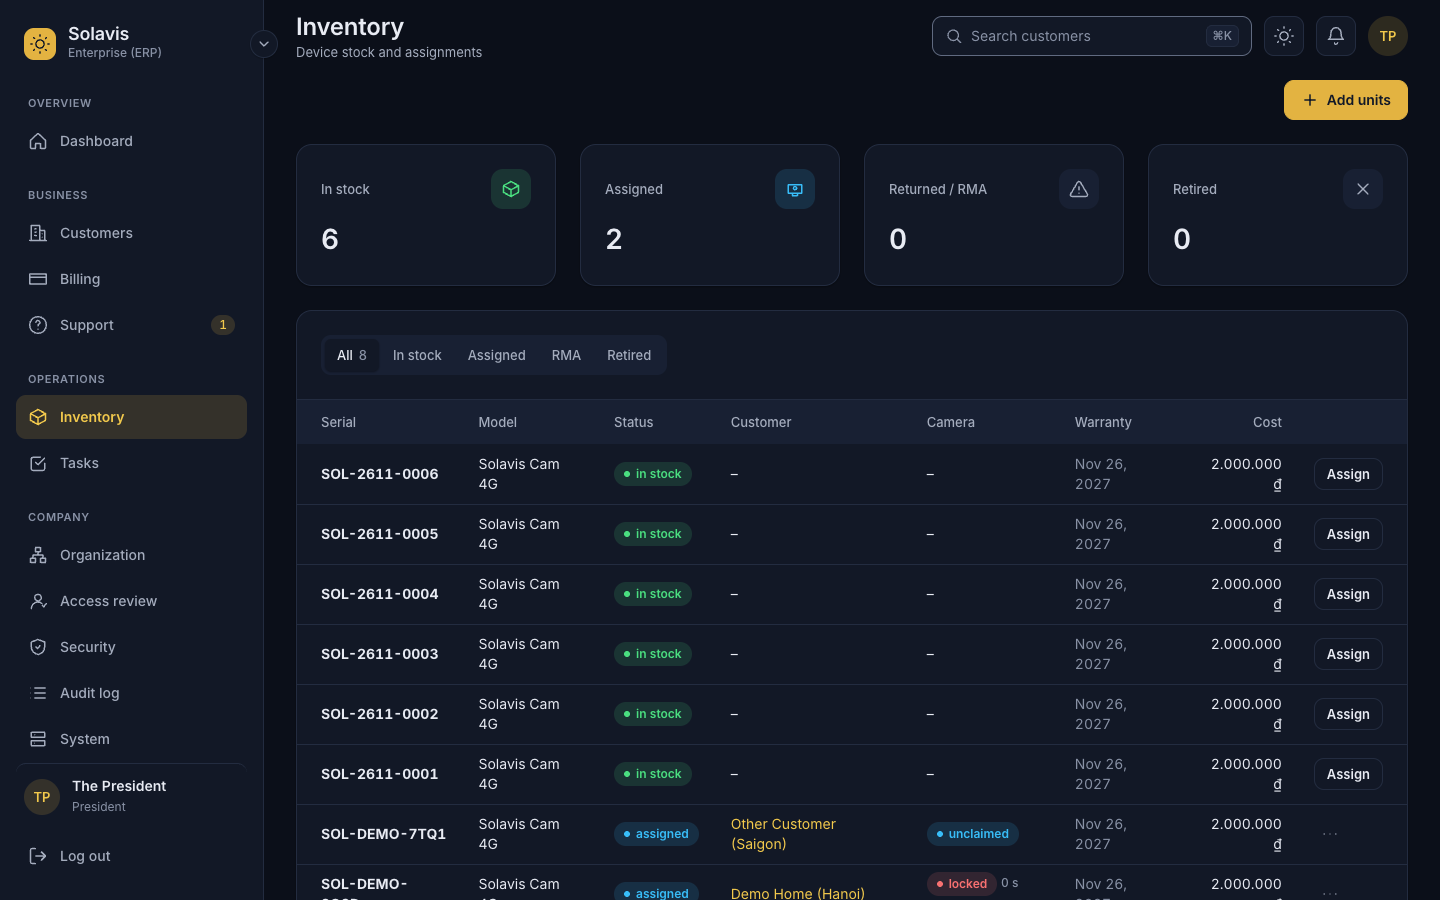 Solavis
Enterprise (ERP)
OVERVIEW
Dashboard
BUSINESS
Customers
Billing
Support 1
OPERATIONS
Inventory
Tasks
COMPANY
Organization
Access review
Security
Audit log
System
TP The President
President
Log out
Inventory
Device stock and assignments
Search customers ⌘K
TP
+ Add units
In stock
6
Assigned
2
Returned / RMA
0
Retired
0
All 8 In stock Assigned RMA Retired
Serial Model Status Customer Camera Warranty Cost
SOL-2611-0006 Solavis Cam 4G in stock – – Nov 26, 2027 2.000.000 ₫ Assign
SOL-2611-0005 Solavis Cam 4G in stock – – Nov 26, 2027 2.000.000 ₫ Assign
SOL-2611-0004 Solavis Cam 4G in stock – – Nov 26, 2027 2.000.000 ₫ Assign
SOL-2611-0003 Solavis Cam 4G in stock – – Nov 26, 2027 2.000.000 ₫ Assign
SOL-2611-0002 Solavis Cam 4G in stock – – Nov 26, 2027 2.000.000 ₫ Assign
SOL-2611-0001 Solavis Cam 4G in stock – – Nov 26, 2027 2.000.000 ₫ Assign
SOL-DEMO-7TQ1 Solavis Cam 4G assigned Other Customer (Saigon) unclaimed Nov 26, 2027 2.000.000 ₫ ...
SOL-DEMO- Solavis Cam assigned Demo Home (Hanoi) locked 0 s Nov 26, 2.000.000 ...